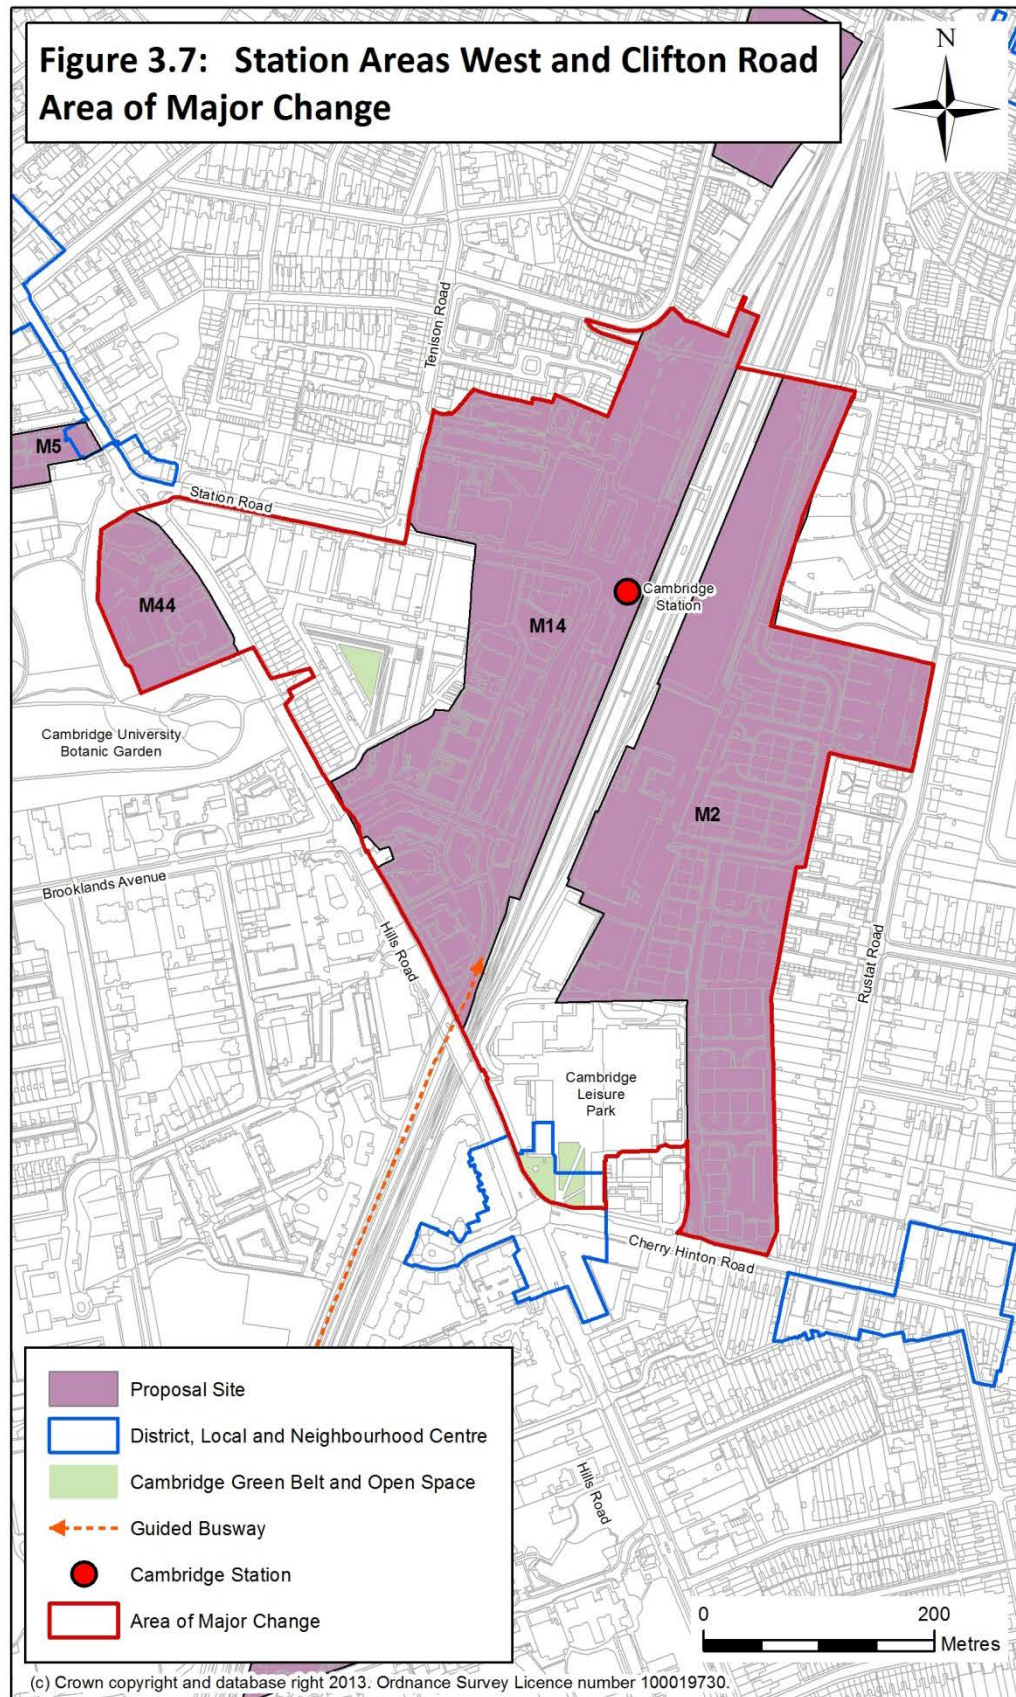 Figure 3.7: Station Areas West and Clifton Road
Area of Major Change
N
Tenison Road
M5
Station Road
M44
Cambridge
Station
M14
Cambridge University
Botanic Garden
M2
Brooklands Avenue
Hills Road
Rustat Road
Cambridge
Leisure
Park
Cherry Hinton Road
Proposal Site
District, Local and Neighbourhood Centre
Cambridge Green Belt and Open Space
Guided Busway
Cambridge Station
Area of Major Change
Hills Road
0 200
Metres
(c) Crown copyright and database right 2013. Ordnance Survey Licence number 100019730.